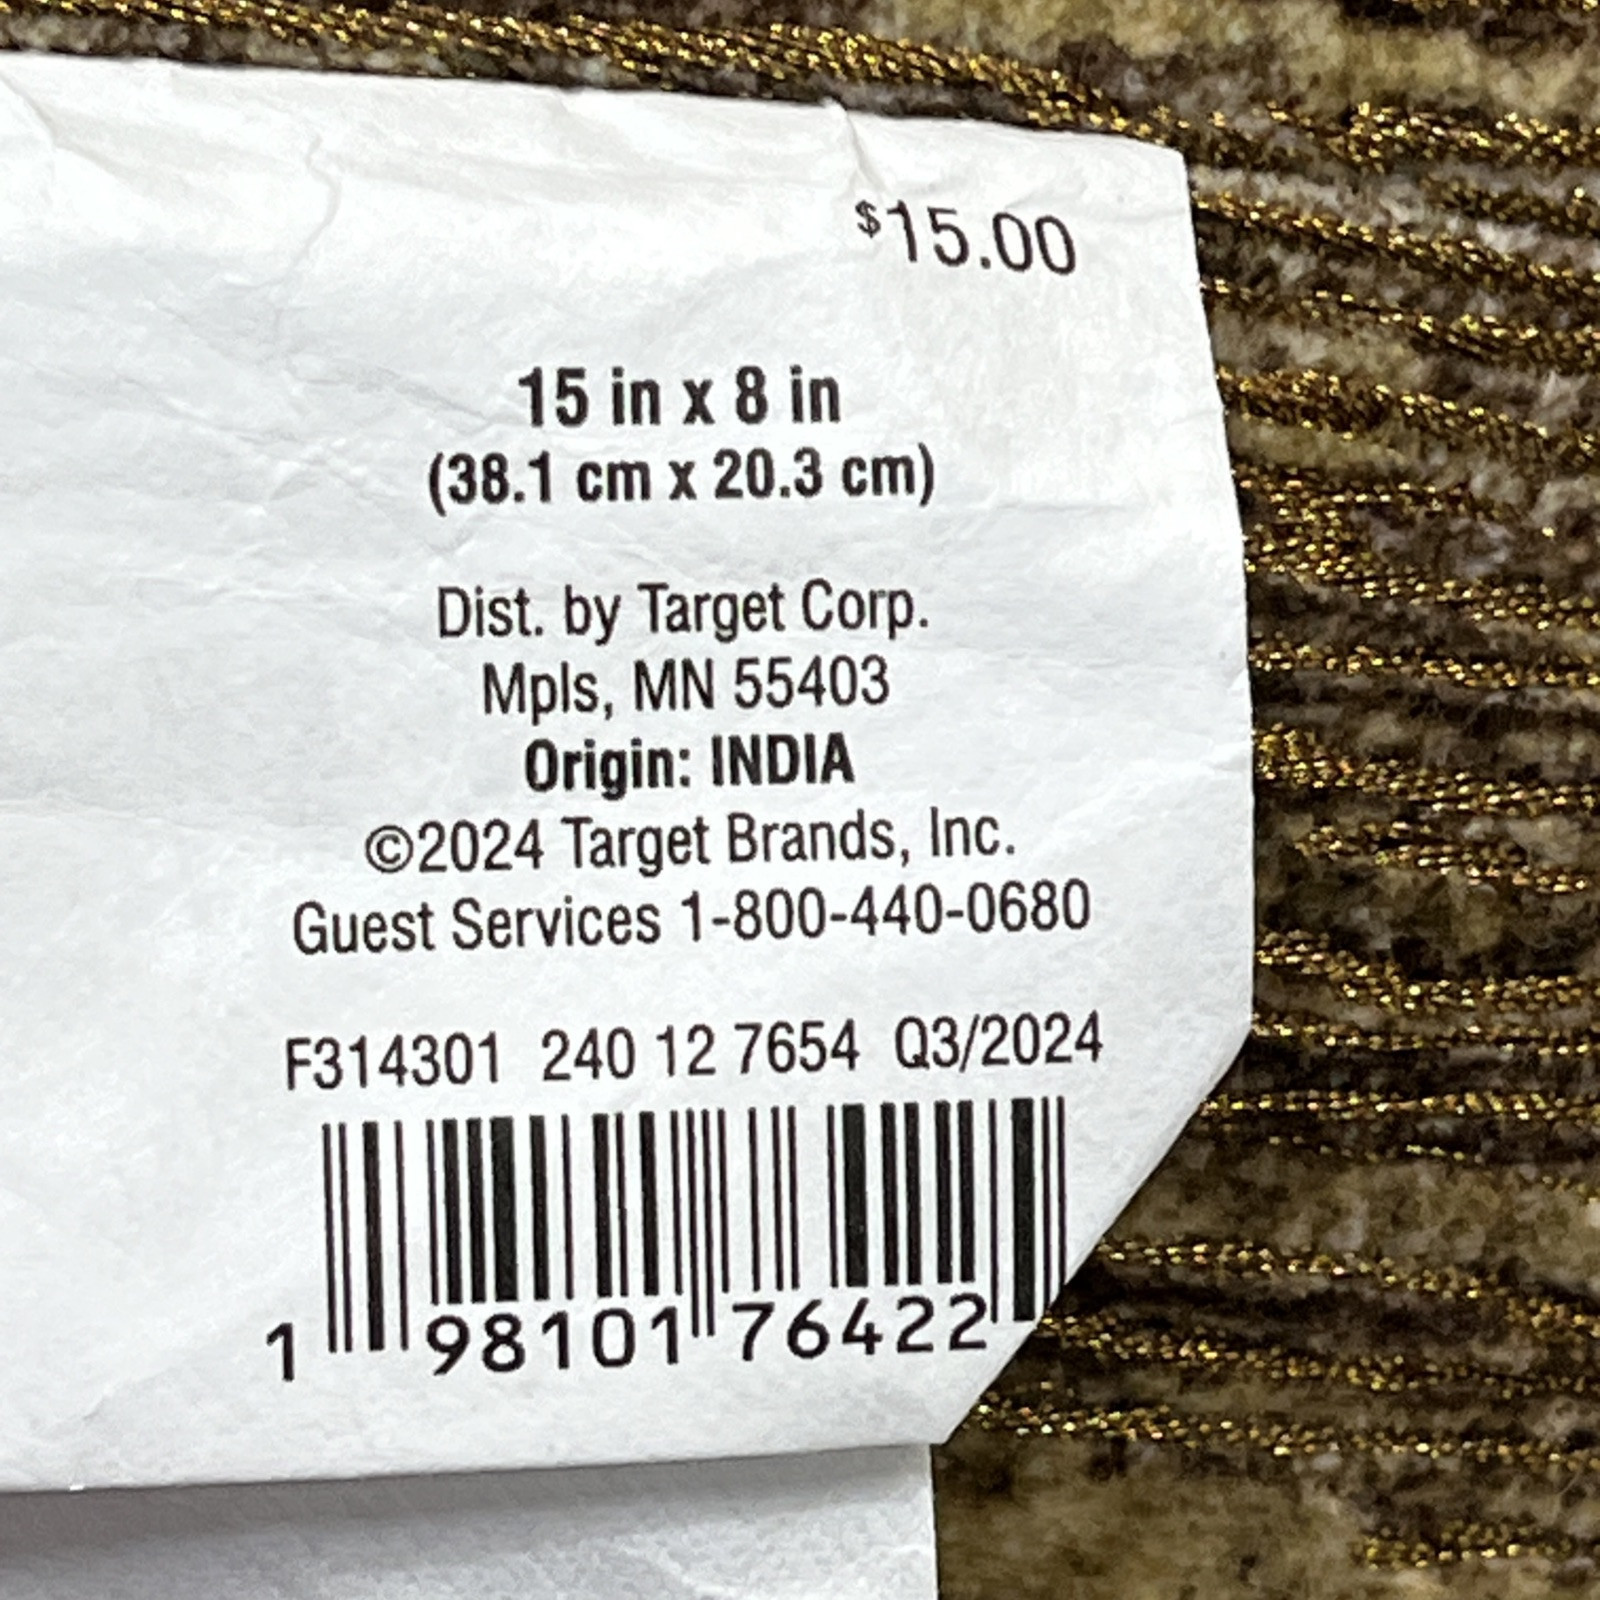 $15.00
15 in x 8 in
(38.1 cm x 20.3 cm)
Dist. by Target Corp.
Mpls, MN 55403
Origin: INDIA
©2024 Target Brands, Inc.
Guest Services 1-800-440-0680
F314301 240 12 7654 Q3/2024
1 98101 76422